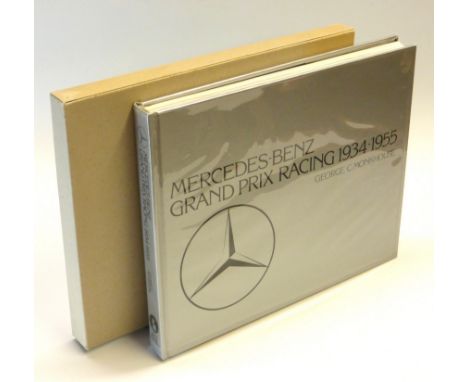 MERCEDES-BENZ
GRAND PRIX RACING 1934-1955
GEORGE C. MONKHOUSE